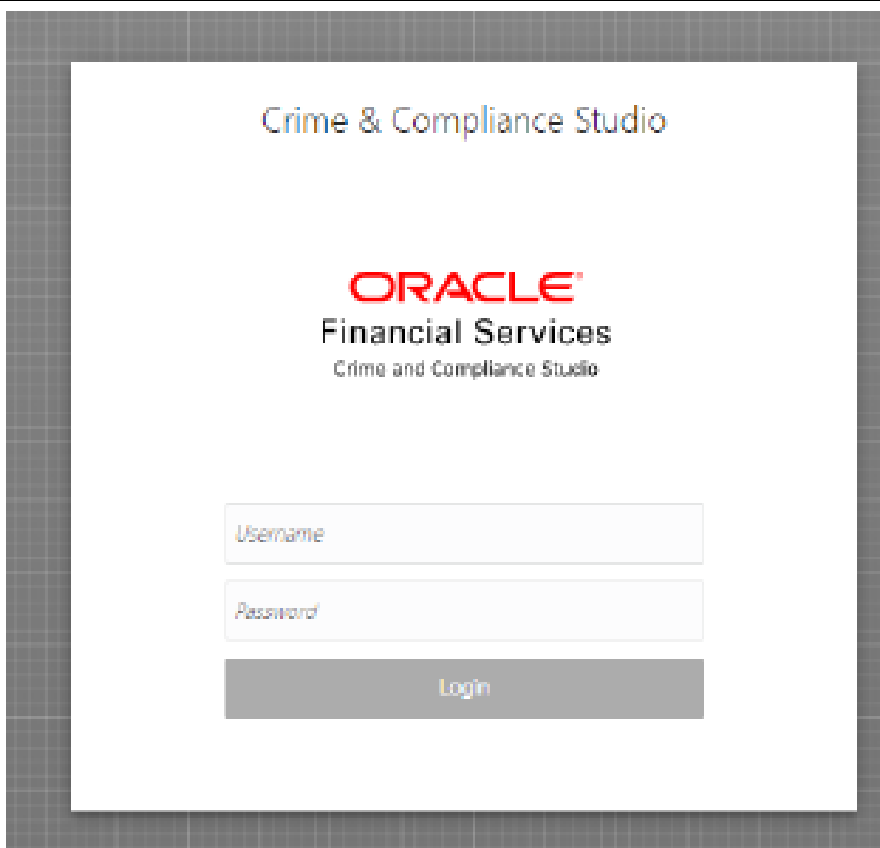 Crime & Compliance Studio
ORACLE
Financial Services
Crime and Compliance Studio
Username
Password
Login